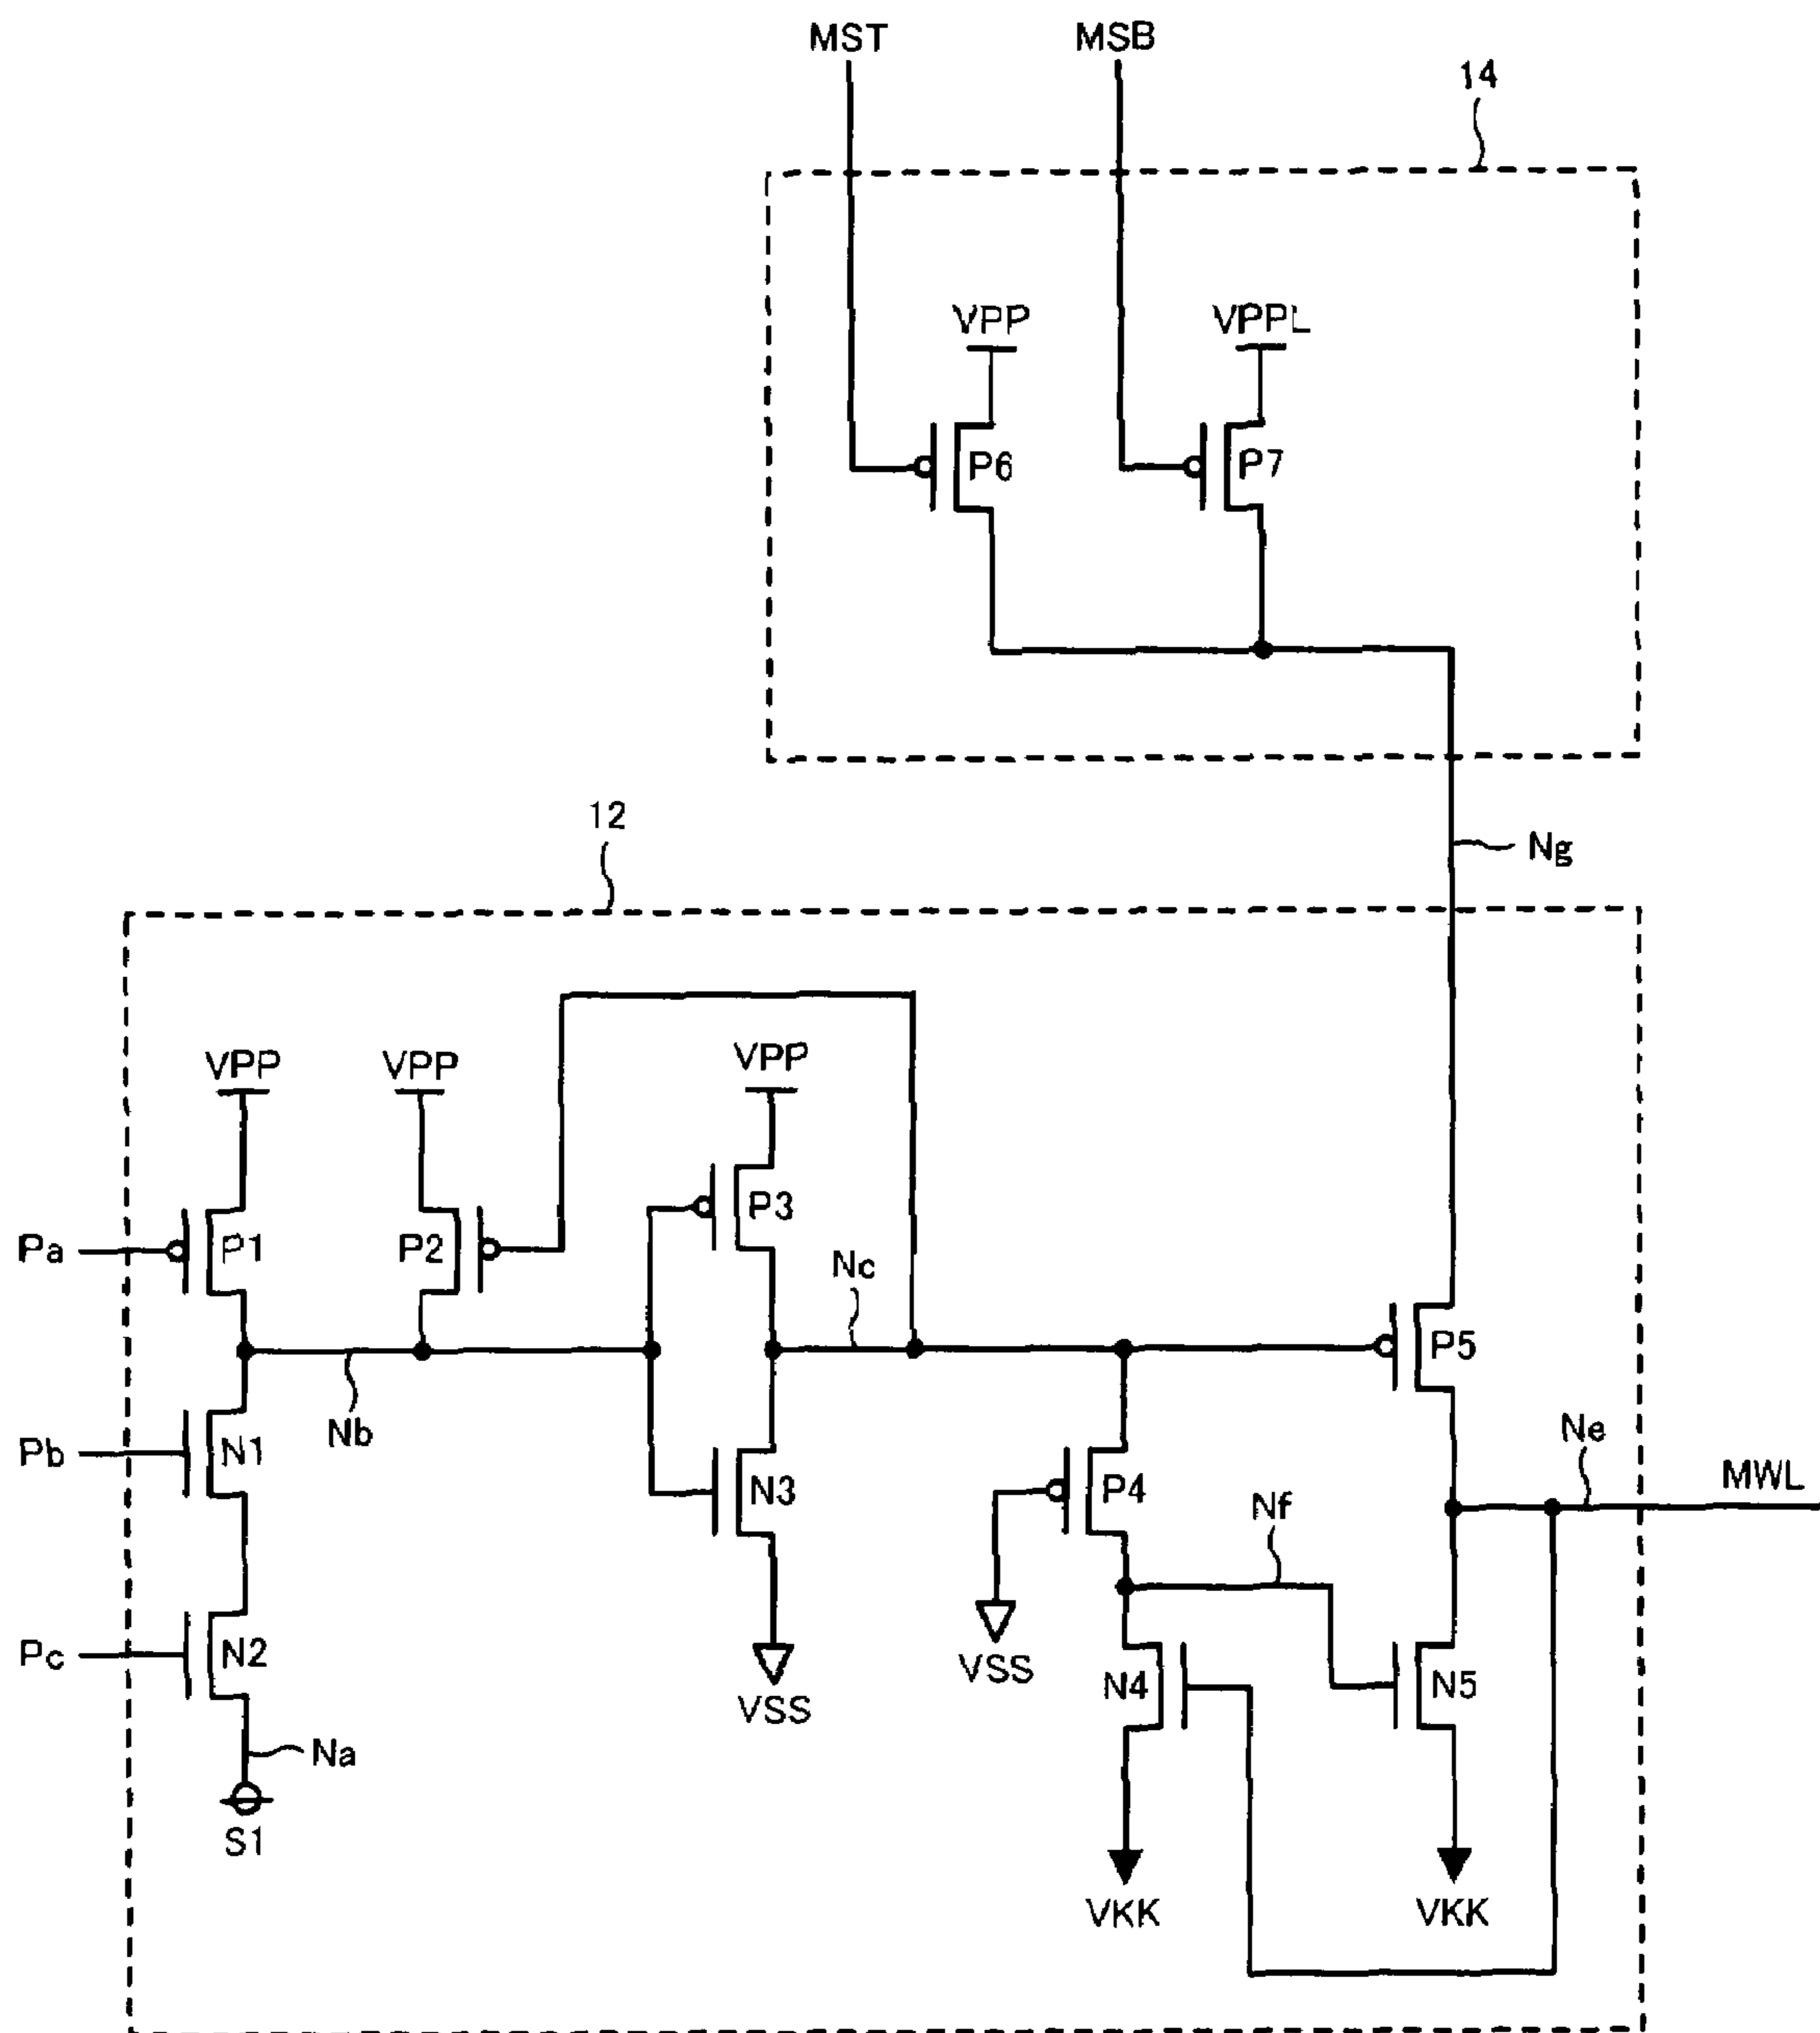 MST MSB
14
VPP VPPL
P6 P7
12
Ng
VPP VPP VPP
P3
Pa P1 P2
Nc
P5
Nb
Ne
Pb N1
MWL
N3 P4
Nf
Pc N2
VSS
N4 N5
VSS
Na
S1
VKK VKK